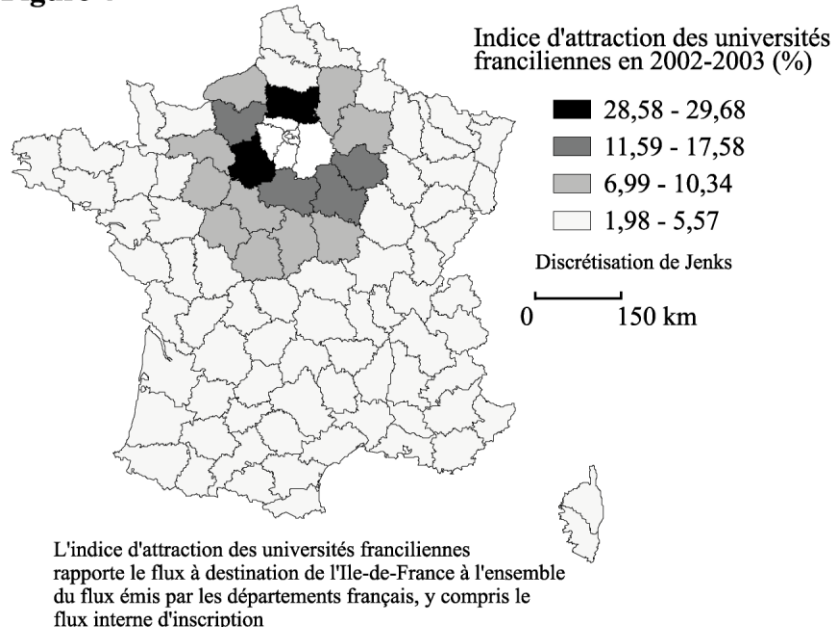 Indice d'attraction des universités
franciliennes en 2002-2003 (%)
28,58 - 29,68
11,59 - 17,58
6,99 - 10,34
1,98 - 5,57
Discrétisation de Jenks
0 150 km
L'indice d'attraction des universités franciliennes
rapporte le flux à destination de l'Ile-de-France à l'ensemble
du flux émis par les départements français, y compris le
flux interne d'inscription